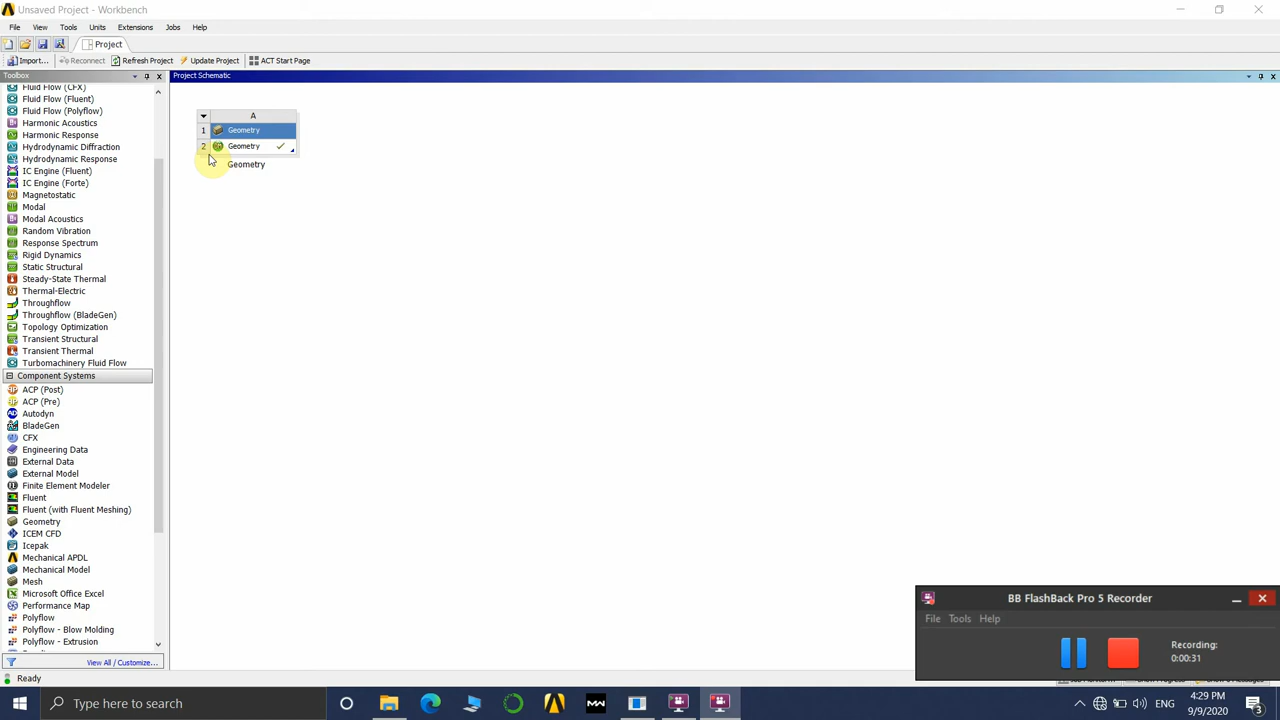 Unsaved Project - Workbench
File View Tools Units Extensions Jobs Help
Project
Import... Reconnect Refresh Project Update Project ACT Start Page
Toolbox
Project Schematic
Fluid Flow (CFX)
Fluid Flow (Fluent)
Fluid Flow (Polyflow)
Harmonic Acoustics
Harmonic Response
Hydrodynamic Diffraction
Hydrodynamic Response
IC Engine (Fluent)
IC Engine (Forte)
Magnetostatic
Modal
Modal Acoustics
Random Vibration
Response Spectrum
Rigid Dynamics
Static Structural
Steady-State Thermal
Thermal-Electric
Throughflow
Throughflow (BladeGen)
Topology Optimization
Transient Structural
Transient Thermal
Turbomachinery Fluid Flow
Component Systems
ACP (Post)
ACP (Pre)
Autodyn
BladeGen
CFX
Engineering Data
External Data
External Model
Finite Element Modeler
Fluent
Fluent (with Fluent Meshing)
Geometry
ICEM CFD
Icepak
Mechanical APDL
Mechanical Model
Mesh
Microsoft Office Excel
Performance Map
Polyflow
Polyflow - Blow Molding
Polyflow - Extrusion
View All / Customize...
A
1 Geometry
2 Geometry
Geometry
BB FlashBack Pro 5 Recorder
File Tools Help
Recording:
0:00:31
Ready
Type here to search
ENG
4:29 PM
9/9/2020
3